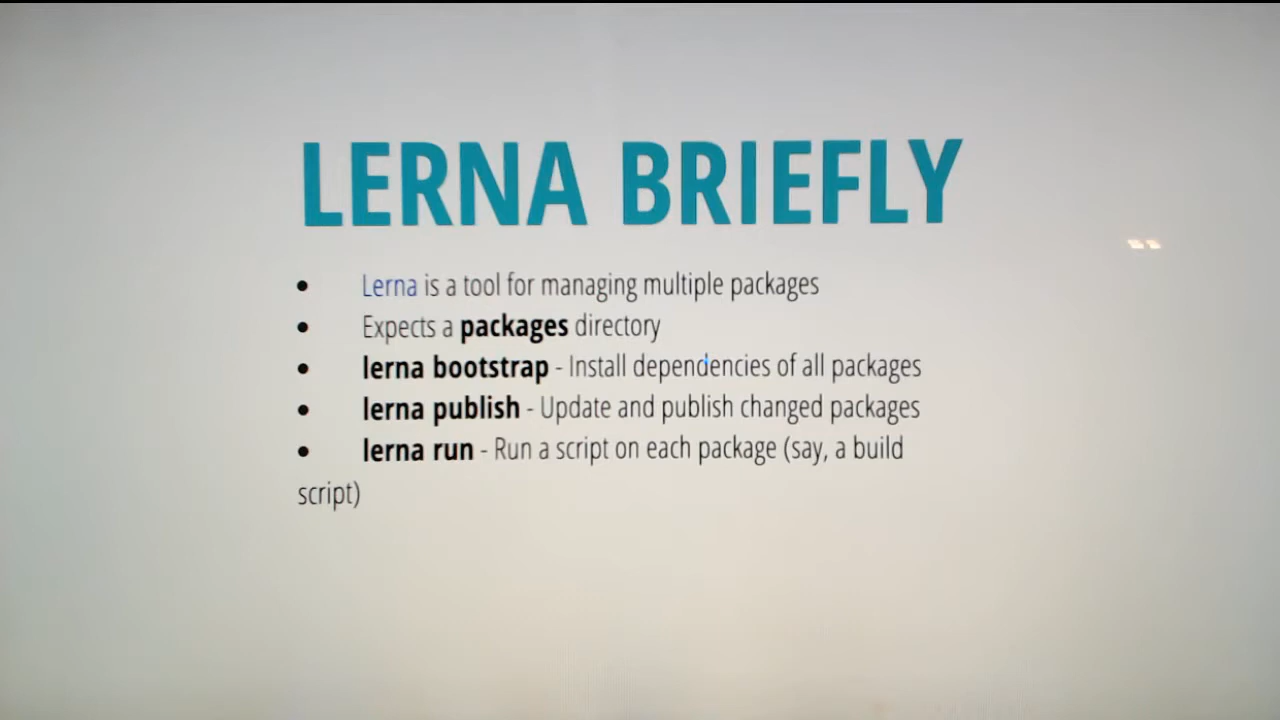 LERNA BRIEFLY
• Lerna is a tool for managing multiple packages
• Expects a packages directory
• lerna bootstrap - Install dependencies of all packages
• lerna publish - Update and publish changed packages
• lerna run - Run a script on each package (say, a build
script)